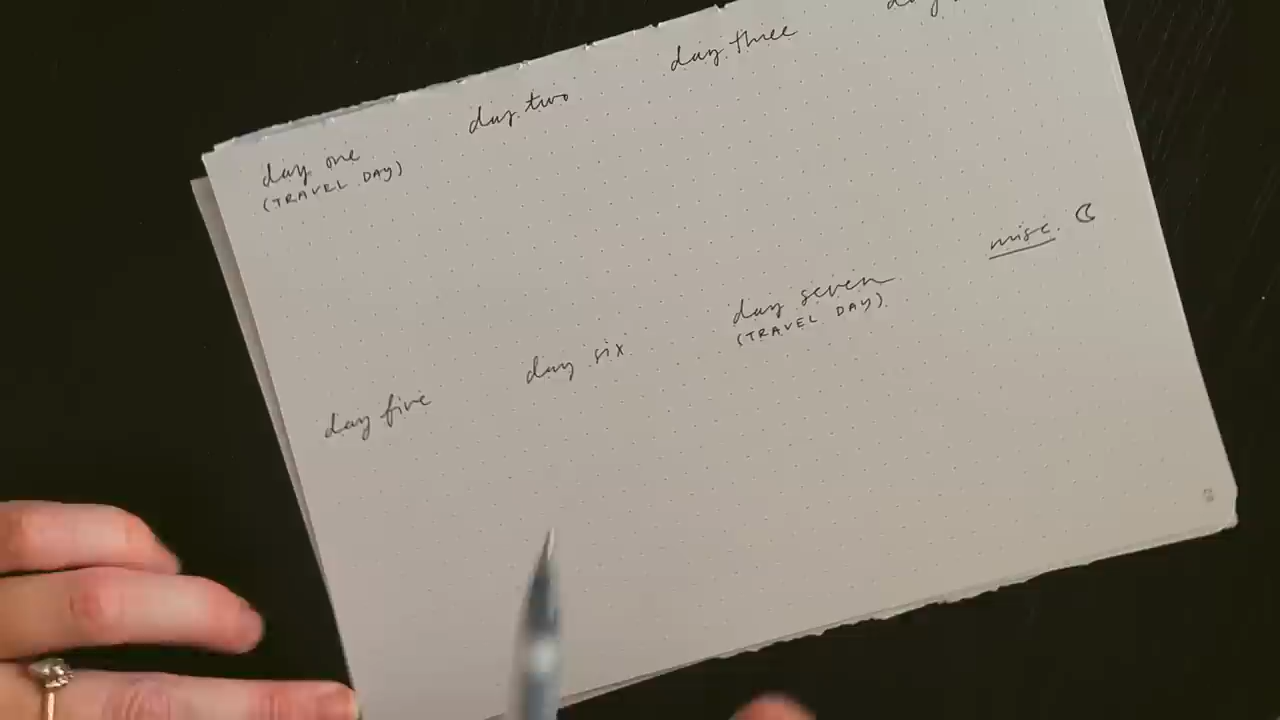 day one
(TRAVEL DAY)
day two
day three
day five
day six
day seven
(TRAVEL DAY)
misc.